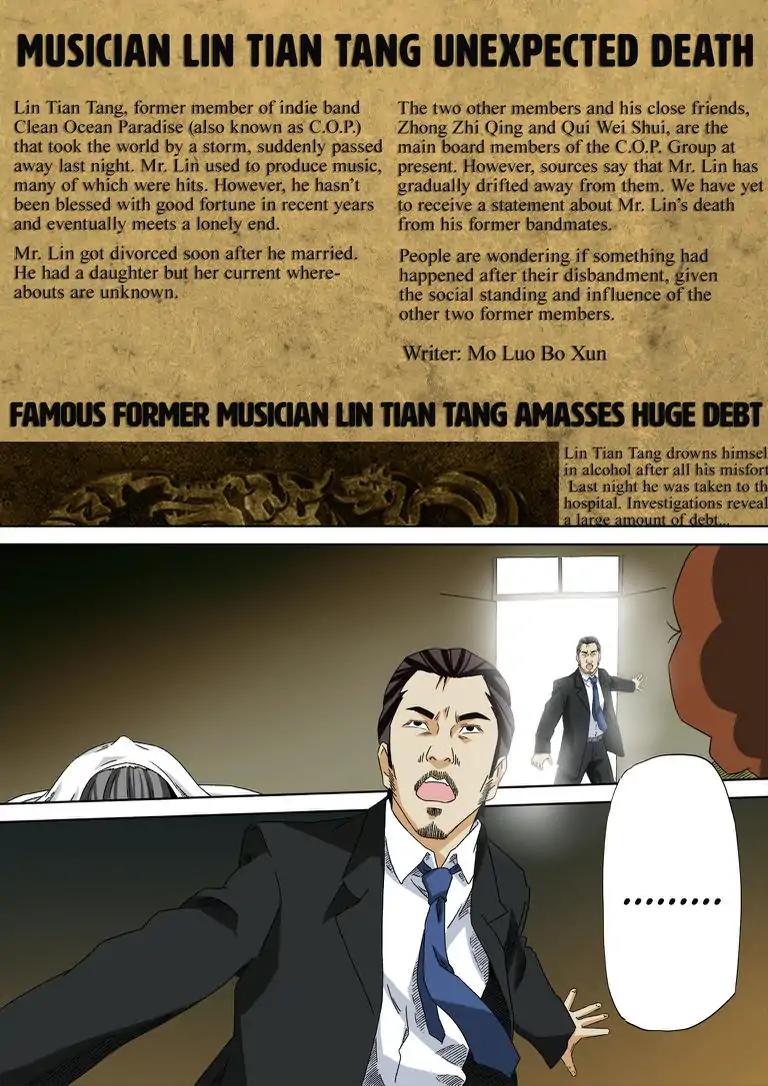 MUSICIAN LIN TIAN TANG UNEXPECTED DEATH
Lin Tian Tang, former member of indie band
Clean Ocean Paradise (also known as C.O.P.)
that took the world by a storm, suddenly passed
away last night. Mr. Lin used to produce music,
many of which were hits. However, he hasn't
been blessed with good fortune in recent years
and eventually meets a lonely end.
Mr. Lin got divorced soon after he married.
He had a daughter but her current where-
abouts are unknown.
The two other members and his close friends,
Zhong Zhi Qing and Qui Wei Shui, are the
main board members of the C.O.P. Group at
present. However, sources say that Mr. Lin has
gradually drifted away from them. We have yet
to receive a statement about Mr. Lin's death
from his former bandmates.
People are wondering if something had
happened after their disbandment, given
the social standing and influence of the
other two former members.
Writer: Mo Luo Bo Xun
FAMOUS FORMER MUSICIAN LIN TIAN TANG AMASSES HUGE DEBT
Lin Tian Tang drowns himsel
in alcohol after all his misfort
Last night he was taken to th
hospital. Investigations reveal
a large amount of debt...
.........